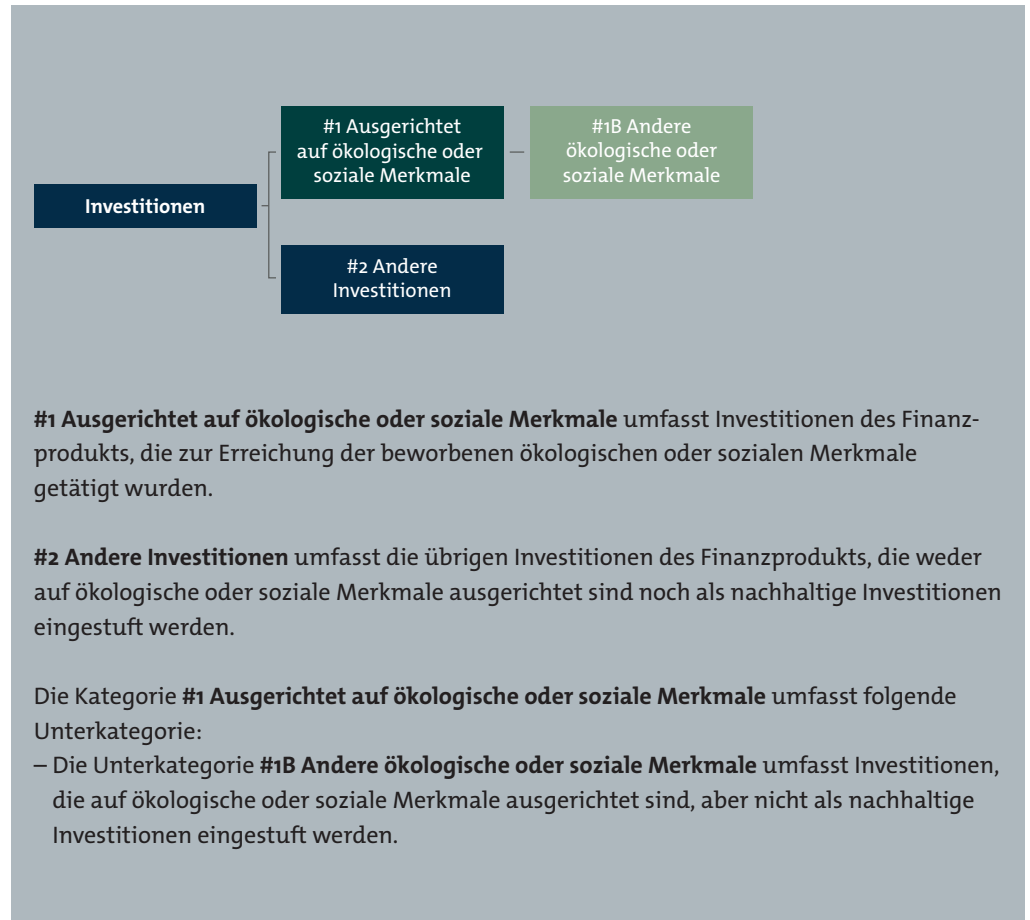 #1 Ausgerichtet
auf ökologische oder
soziale Merkmale
#1B Andere
ökologische oder
soziale Merkmale
Investitionen
#2 Andere
Investitionen
#1 Ausgerichtet auf ökologische oder soziale Merkmale umfasst Investitionen des Finanz-
produkts, die zur Erreichung der beworbenen ökologischen oder sozialen Merkmale
getätigt wurden.
#2 Andere Investitionen umfasst die übrigen Investitionen des Finanzprodukts, die weder
auf ökologische oder soziale Merkmale ausgerichtet sind noch als nachhaltige Investitionen
eingestuft werden.
Die Kategorie #1 Ausgerichtet auf ökologische oder soziale Merkmale umfasst folgende
Unterkategorie:
– Die Unterkategorie #1B Andere ökologische oder soziale Merkmale umfasst Investitionen,
die auf ökologische oder soziale Merkmale ausgerichtet sind, aber nicht als nachhaltige
Investitionen eingestuft werden.